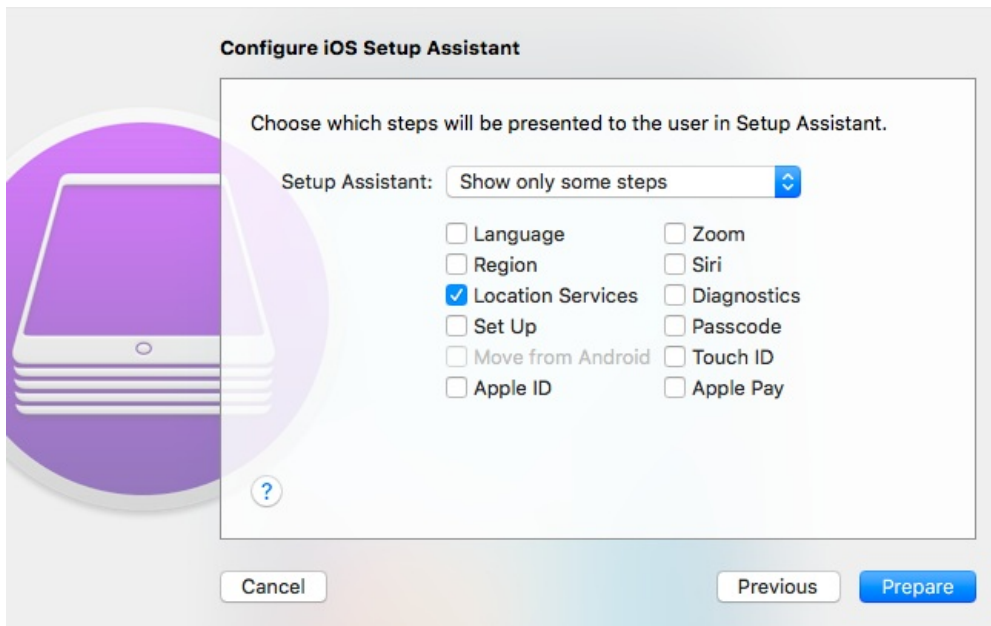 Configure iOS Setup Assistant
Choose which steps will be presented to the user in Setup Assistant.
Setup Assistant: Show only some steps
Language Zoom
Region Siri
Location Services Diagnostics
Set Up Passcode
Move from Android Touch ID
Apple ID Apple Pay
?
Cancel Previous Prepare